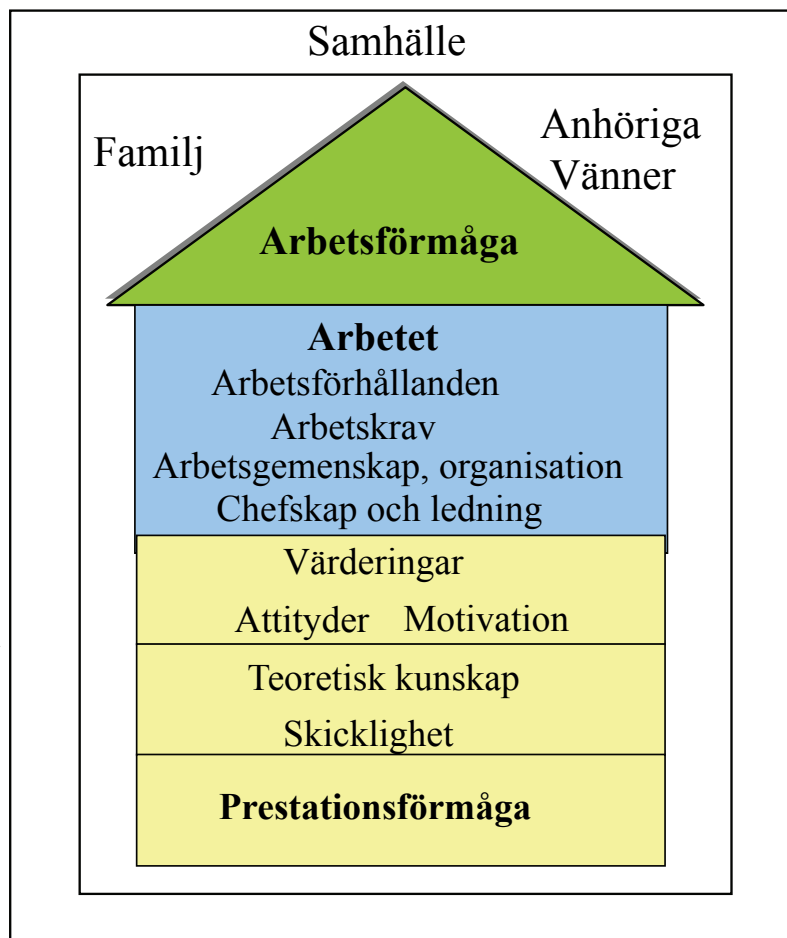 Samhälle
Familj
Anhöriga
Vänner
Arbetsförmåga
Arbetet
Arbetsförhållanden
Arbetskrav
Arbetsgemenskap, organisation
Chefskap och ledning
Värderingar
Attityder Motivation
Teoretisk kunskap
Skicklighet
Prestationsförmåga